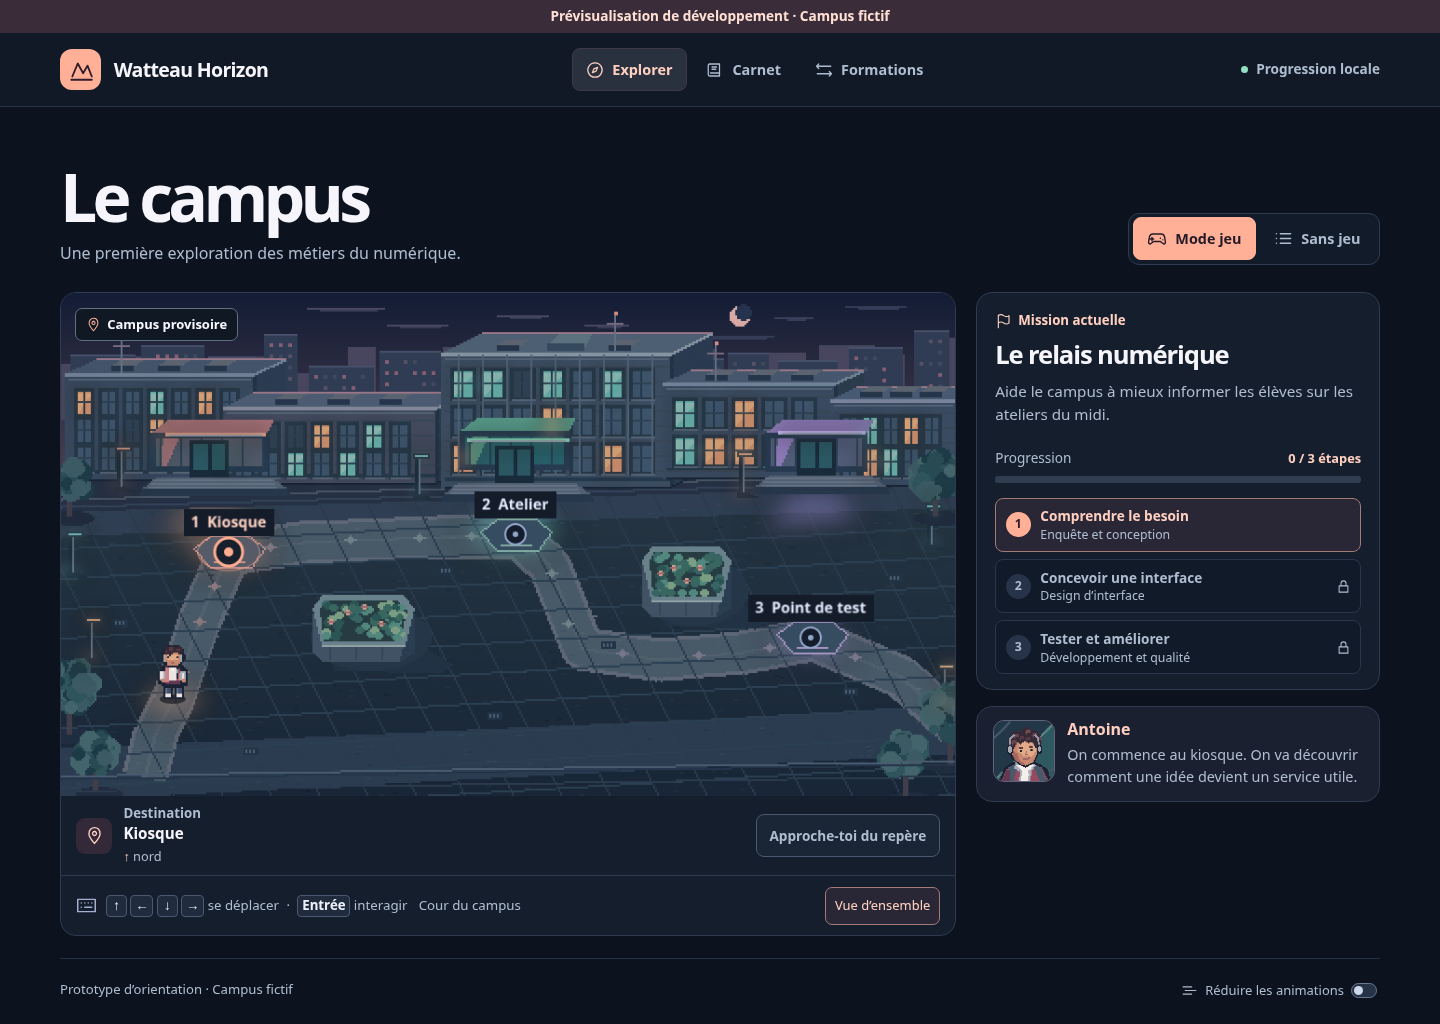 Prévisualisation de développement · Campus fictif
Watteau Horizon
Explorer
Carnet
Formations
Progression locale
Le campus
Une première exploration des métiers du numérique.
Mode jeu
Sans jeu
Campus provisoire
1 Kiosque
2 Atelier
3 Point de test
Destination
Kiosque
↑ nord
Approche-toi du repère
↑ ← ↓ → se déplacer · Entrée interagir Cour du campus
Vue d’ensemble
Mission actuelle
Le relais numérique
Aide le campus à mieux informer les élèves sur les
ateliers du midi.
Progression
0 / 3 étapes
1
Comprendre le besoin
Enquête et conception
2
Concevoir une interface
Design d’interface
3
Tester et améliorer
Développement et qualité
Antoine
On commence au kiosque. On va découvrir
comment une idée devient un service utile.
Prototype d’orientation · Campus fictif
Réduire les animations